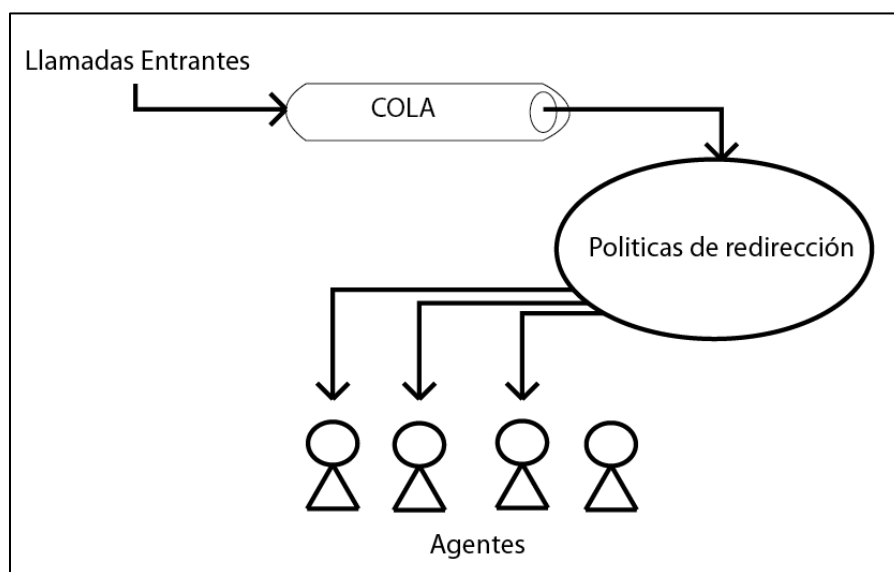 Llamadas Entrantes
COLA
Politicas de redirección
Agentes